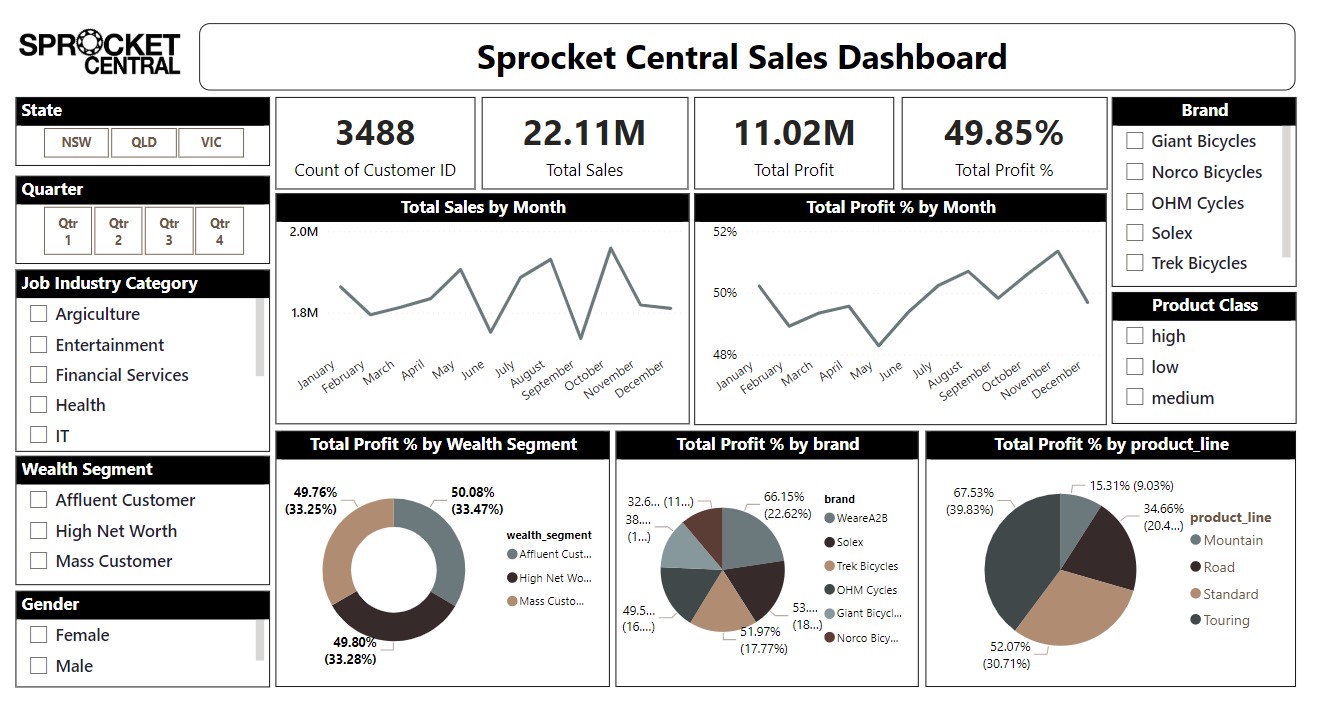 SPROCKET
CENTRAL
Sprocket Central Sales Dashboard
State
NSW
QLD
VIC
Quarter
Qtr
1
Qtr
2
Qtr
3
Qtr
4
Job Industry Category
Argiculture
Entertainment
Financial Services
Health
IT
Wealth Segment
Affluent Customer
High Net Worth
Mass Customer
Gender
Female
Male
3488
Count of Customer ID
22.11M
Total Sales
11.02M
Total Profit
49.85%
Total Profit %
Total Sales by Month
2.0M
1.8M
January
February
March
April
May
June
July
August
September
October
November
December
Total Profit % by Month
52%
50%
48%
January
February
March
April
May
June
July
August
September
October
November
December
Brand
Giant Bicycles
Norco Bicycles
OHM Cycles
Solex
Trek Bicycles
Product Class
high
low
medium
Total Profit % by Wealth Segment
49.76%
(33.25%)
50.08%
(33.47%)
49.80%
(33.28%)
wealth_segment
Affluent Cust...
High Net Wo...
Mass Custo...
Total Profit % by brand
32.6... (11...)
38....
(1...)
49.5...
(16....)
66.15%
(22.62%)
53....
(18...)
51.97%
(17.77%)
brand
WeareA2B
Solex
Trek Bicycles
OHM Cycles
Giant Bicycl...
Norco Bicy...
Total Profit % by product_line
67.53%
(39.83%)
15.31% (9.03%)
34.66%
(20.4...)
52.07%
(30.71%)
product_line
Mountain
Road
Standard
Touring